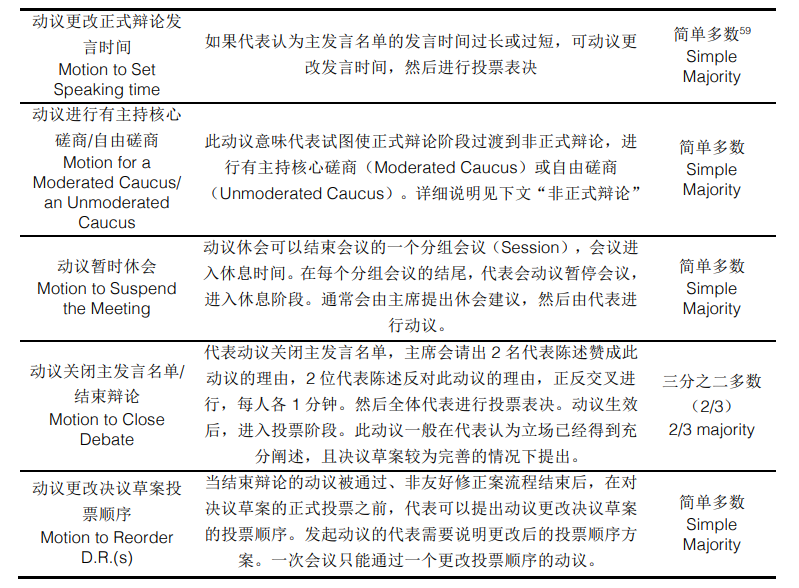 动议更改正式辩论发
言时间
Motion to Set
Speaking time
如果代表认为主发言名单的发言时间过长或过短，可动议更
改发言时间，然后进行投票表决
简单多数59
Simple
Majority
动议进行有主持核心
磋商/自由磋商
Motion for a
Moderated Caucus/
an Unmoderated
Caucus
此动议意味代表试图使正式辩论阶段过渡到非正式辩论，进
行有主持核心磋商（Moderated Caucus）或自由磋商
（Unmoderated Caucus）。详细说明见下文“非正式辩论”
简单多数
Simple
Majority
动议暂时休会
Motion to Suspend
the Meeting
动议休会可以结束会议的一个分组会议（Session），会议进
入休息时间。在每个分组会议的结尾，代表会动议暂停会议，
进入休息阶段。通常会由主席提出休会建议，然后由代表进
行动议。
简单多数
Simple
Majority
动议关闭主发言名单/
结束辩论
Motion to Close
Debate
代表动议关闭主发言名单，主席会请出 2 名代表陈述赞成此
动议的理由，2 位代表陈述反对此动议的理由，正反交叉进
行，每人各 1 分钟。然后全体代表进行投票表决。动议生效
后，进入投票阶段。此动议一般在代表认为立场已经得到充
分阐述，且决议草案较为完善的情况下提出。
三分之二多数
（2/3）
2/3 majority
动议更改决议草案投
票顺序
Motion to Reorder
D.R.(s)
当结束辩论的动议被通过、非友好修正案流程结束后，在对
决议草案的正式投票之前，代表可以提出动议更改决议草案
的投票顺序。发起动议的代表需要说明更改后的投票顺序方
案。一次会议只能通过一个更改投票顺序的动议。
简单多数
Simple
Majority